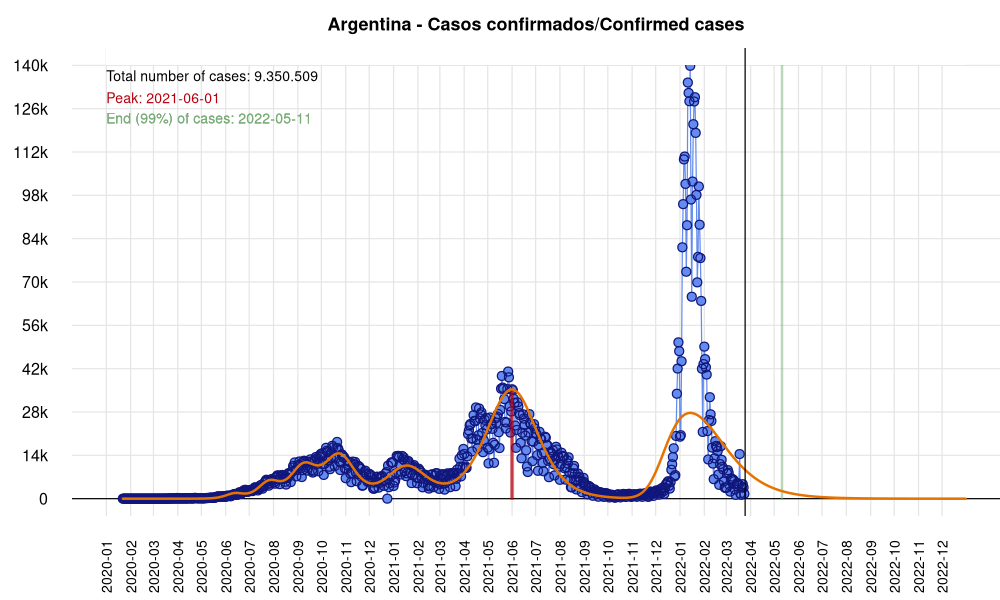 Argentina - Casos confirmados/Confirmed cases
Total number of cases: 9.350.509
Peak: 2021-06-01
End (99%) of cases: 2022-05-11
140k
126k
112k
98k
84k
70k
56k
42k
28k
14k
0
2020-01
2020-02
2020-03
2020-04
2020-05
2020-06
2020-07
2020-08
2020-09
2020-10
2020-11
2020-12
2021-01
2021-02
2021-03
2021-04
2021-05
2021-06
2021-07
2021-08
2021-09
2021-10
2021-11
2021-12
2022-01
2022-02
2022-03
2022-04
2022-05
2022-06
2022-07
2022-08
2022-09
2022-10
2022-11
2022-12